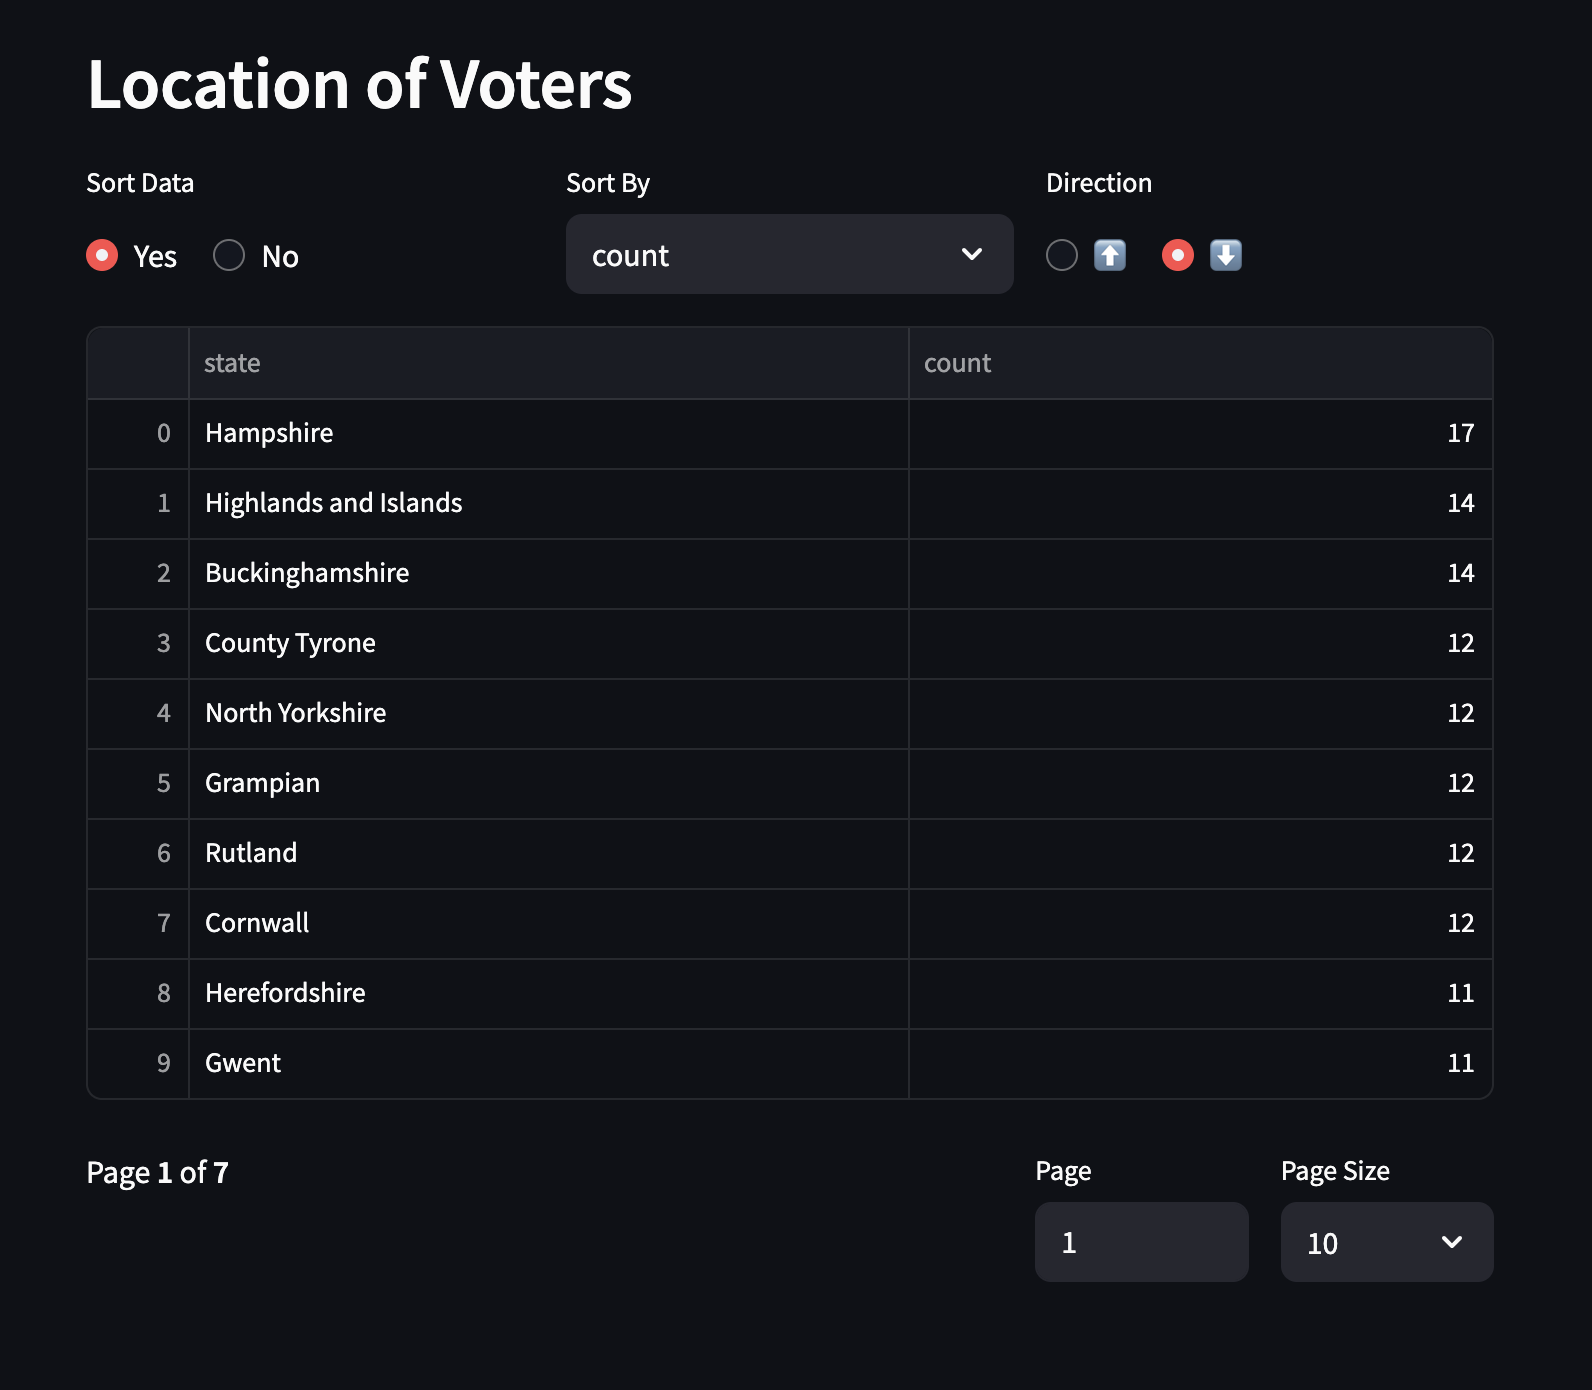 Location of Voters
Sort Data Sort By Direction
Yes No count ⬆️ ⬇️
state count
0 Hampshire 17
1 Highlands and Islands 14
2 Buckinghamshire 14
3 County Tyrone 12
4 North Yorkshire 12
5 Grampian 12
6 Rutland 12
7 Cornwall 12
8 Herefordshire 11
9 Gwent 11
Page 1 of 7 Page Page Size
1 10